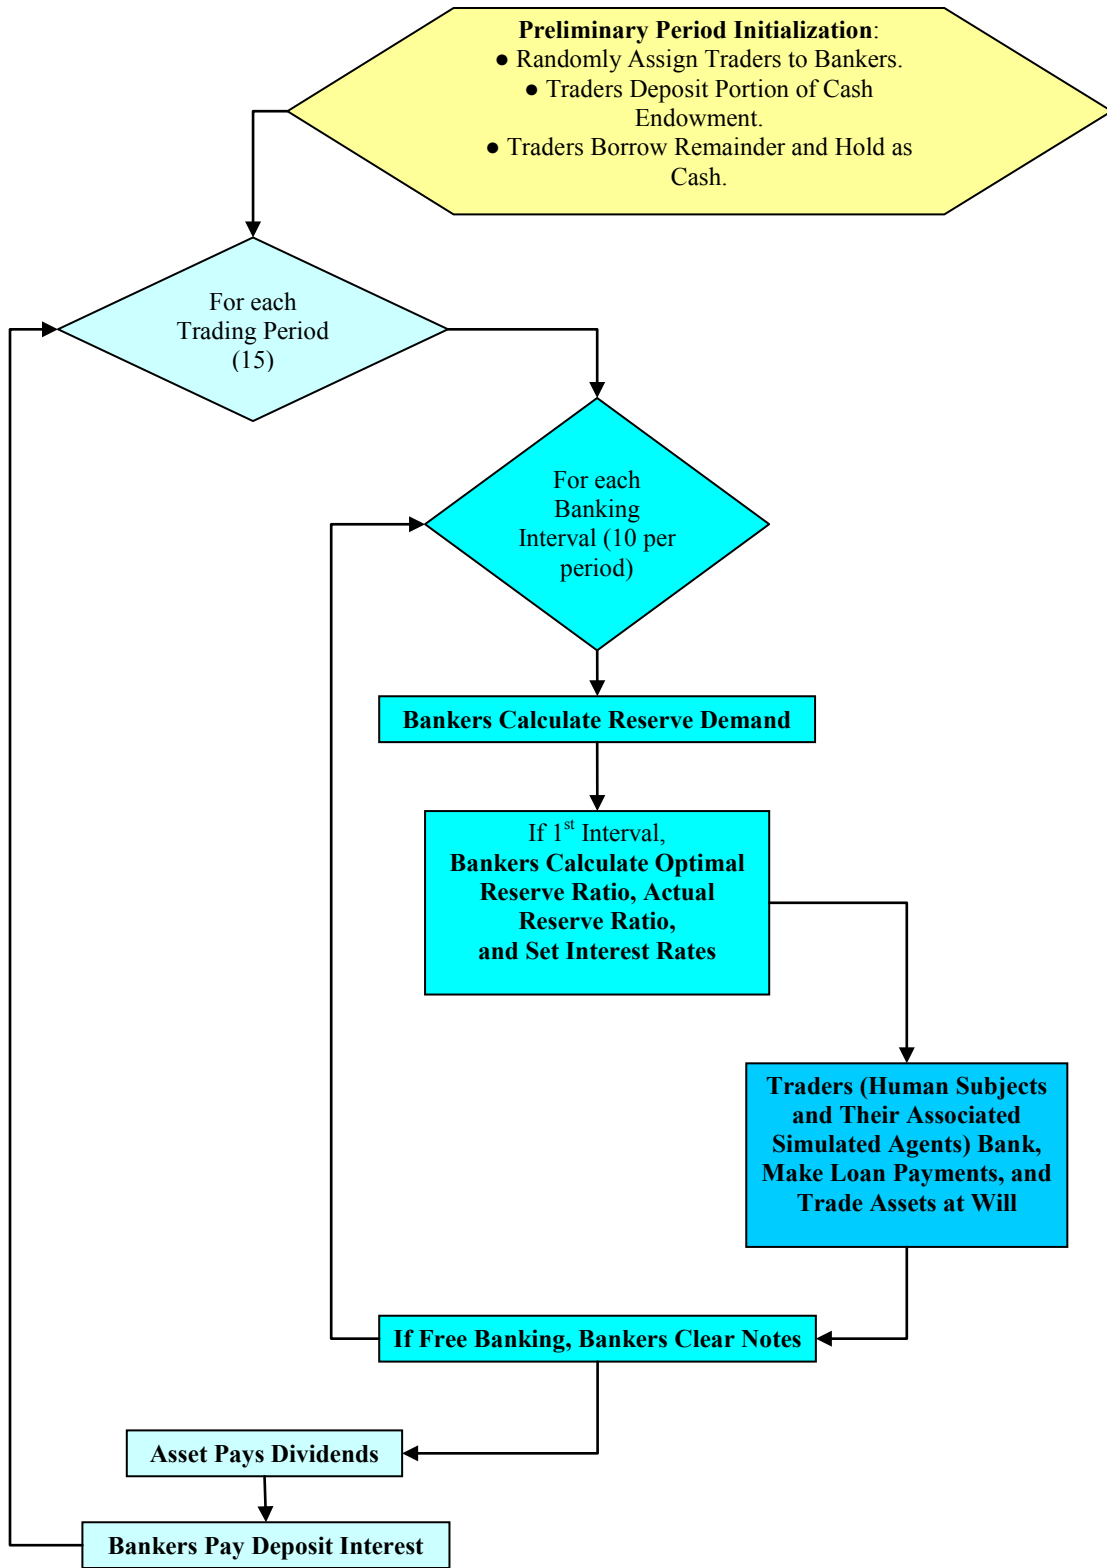 Preliminary Period Initialization:
● Randomly Assign Traders to Bankers.
● Traders Deposit Portion of Cash
Endowment.
● Traders Borrow Remainder and Hold as
Cash.
For each
Trading Period
(15)
For each
Banking
Interval (10 per
period)
Bankers Calculate Reserve Demand
If 1st Interval,
Bankers Calculate Optimal
Reserve Ratio, Actual
Reserve Ratio,
and Set Interest Rates
Traders (Human Subjects
and Their Associated
Simulated Agents) Bank,
Make Loan Payments, and
Trade Assets at Will
If Free Banking, Bankers Clear Notes
Asset Pays Dividends
Bankers Pay Deposit Interest